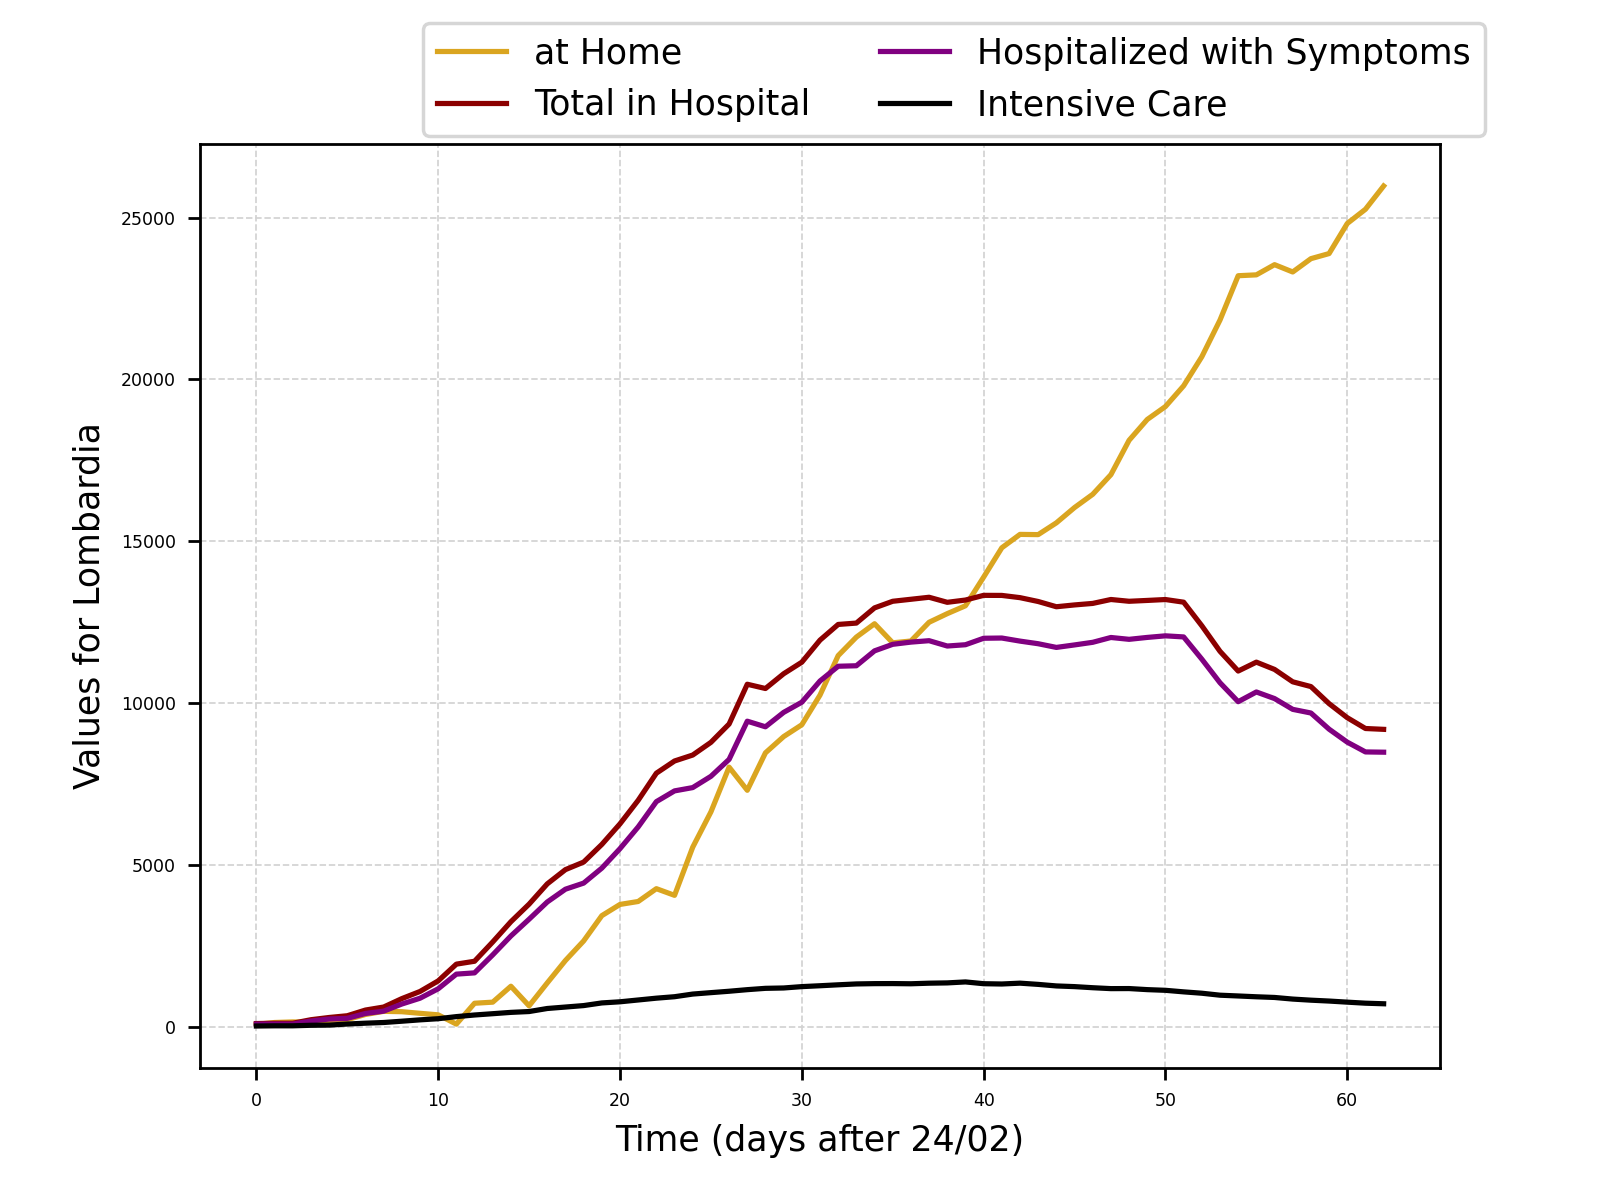 at Home
Total in Hospital
Hospitalized with Symptoms
Intensive Care
Values for Lombardia
25000
20000
15000
10000
5000
0
0 10 20 30 40 50 60
Time (days after 24/02)